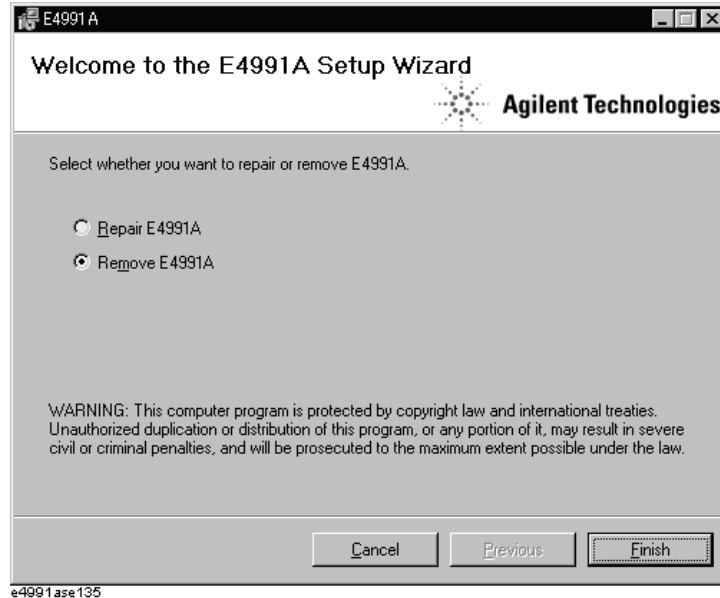 E4991A
Welcome to the E4991A Setup Wizard
Agilent Technologies
Select whether you want to repair or remove E4991A.
Repair E4991A
Remove E4991A
WARNING: This computer program is protected by copyright law and international treaties.
Unauthorized duplication or distribution of this program, or any portion of it, may result in severe
civil or criminal penalties, and will be prosecuted to the maximum extent possible under the law.
Cancel
Previous
Finish
e4991ase135